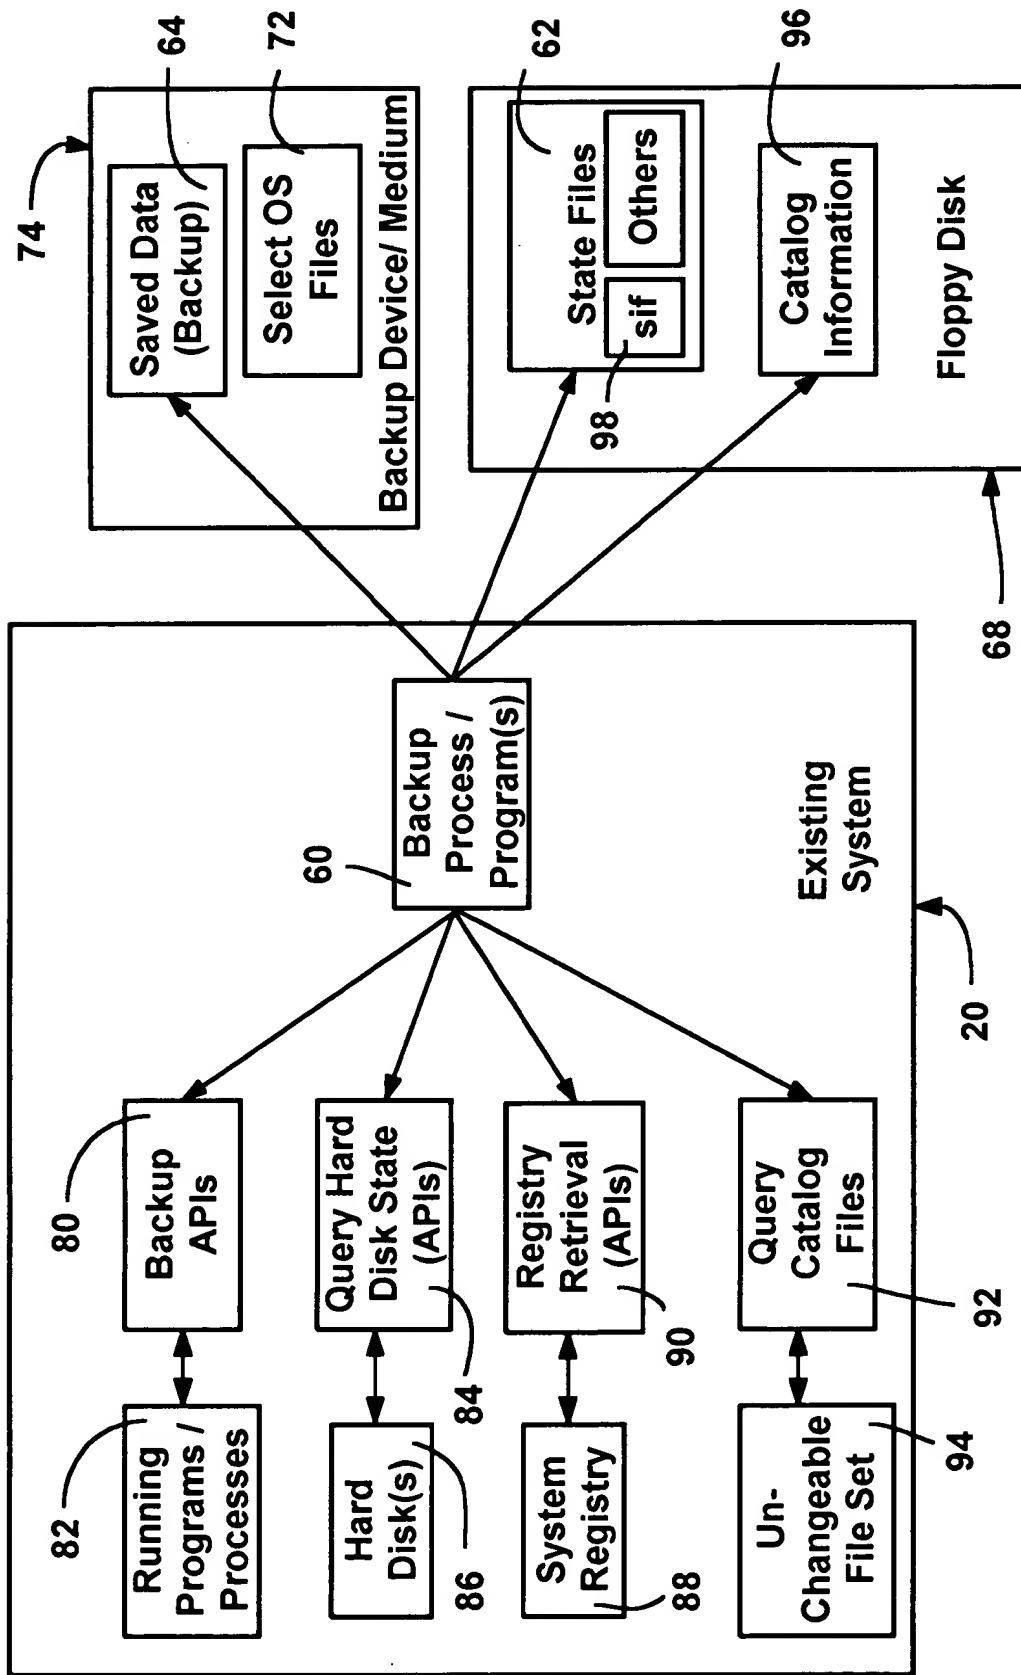 82
Running
Programs /
Processes
80
Backup
APIs
86
Hard
Disk(s)
84
Query Hard
Disk State
(APIs)
88
System
Registry
90
Registry
Retrieval
(APIs)
94
Un-
Changeable
File Set
92
Query
Catalog
Files
60
Backup
Process /
Program(s)
Existing
System
20
74
Saved Data
(Backup)
64
Select OS
Files
72
Backup Device/ Medium
State Files
62
98
sif
Others
Catalog
Information
96
Floppy Disk
68